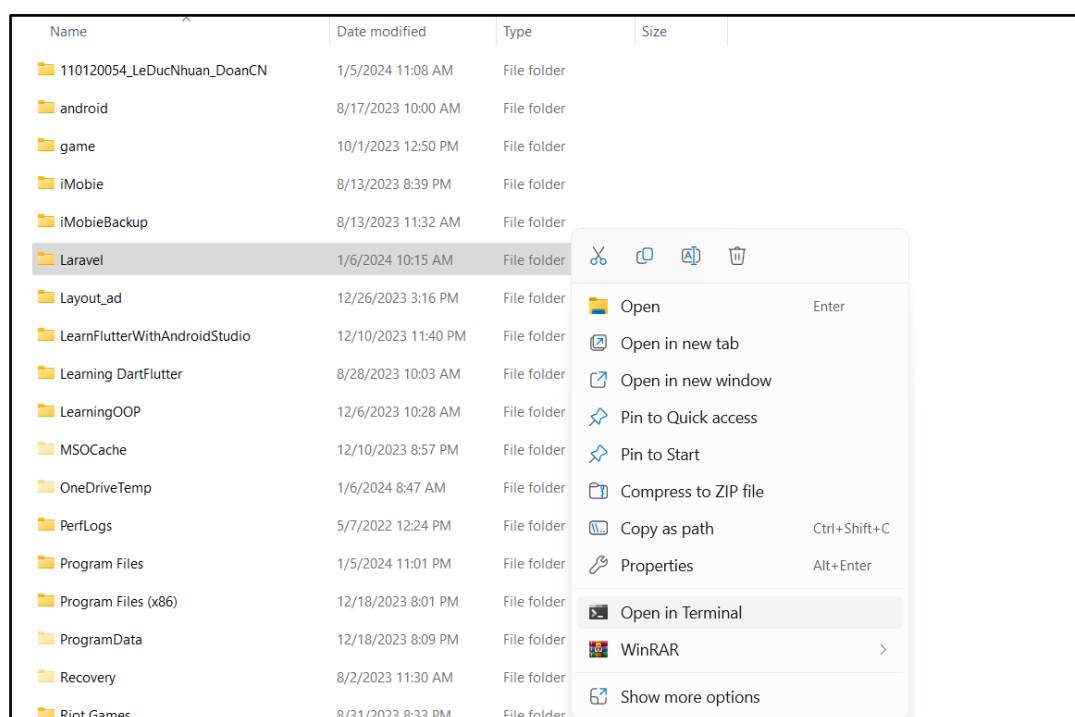 Name Date modified Type Size
110120054_LeDucNhuan_DoanCN 1/5/2024 11:08 AM File folder
android 8/17/2023 10:00 AM File folder
game 10/1/2023 12:50 PM File folder
iMobie 8/13/2023 8:39 PM File folder
iMobieBackup 8/13/2023 11:32 AM File folder
Laravel 1/6/2024 10:15 AM File folder
Layout_ad 12/26/2023 3:16 PM File folder
LearnFlutterWithAndroidStudio 12/10/2023 11:40 PM File folder
Learning DartFlutter 8/28/2023 10:03 AM File folder
LearningOOP 12/6/2023 10:28 AM File folder
MSOCache 12/10/2023 8:57 PM File folder
OneDriveTemp 1/6/2024 8:47 AM File folder
PerfLogs 5/7/2022 12:24 PM File folder
Program Files 1/5/2024 11:01 PM File folder
Program Files (x86) 12/18/2023 8:01 PM File folder
ProgramData 12/18/2023 8:09 PM File folder
Recovery 8/2/2023 11:30 AM File folder
Riot Games 8/31/2023 8:33 PM File folder
Open Enter
Open in new tab
Open in new window
Pin to Quick access
Pin to Start
Compress to ZIP file
Copy as path Ctrl+Shift+C
Properties Alt+Enter
Open in Terminal
WinRAR
Show more options